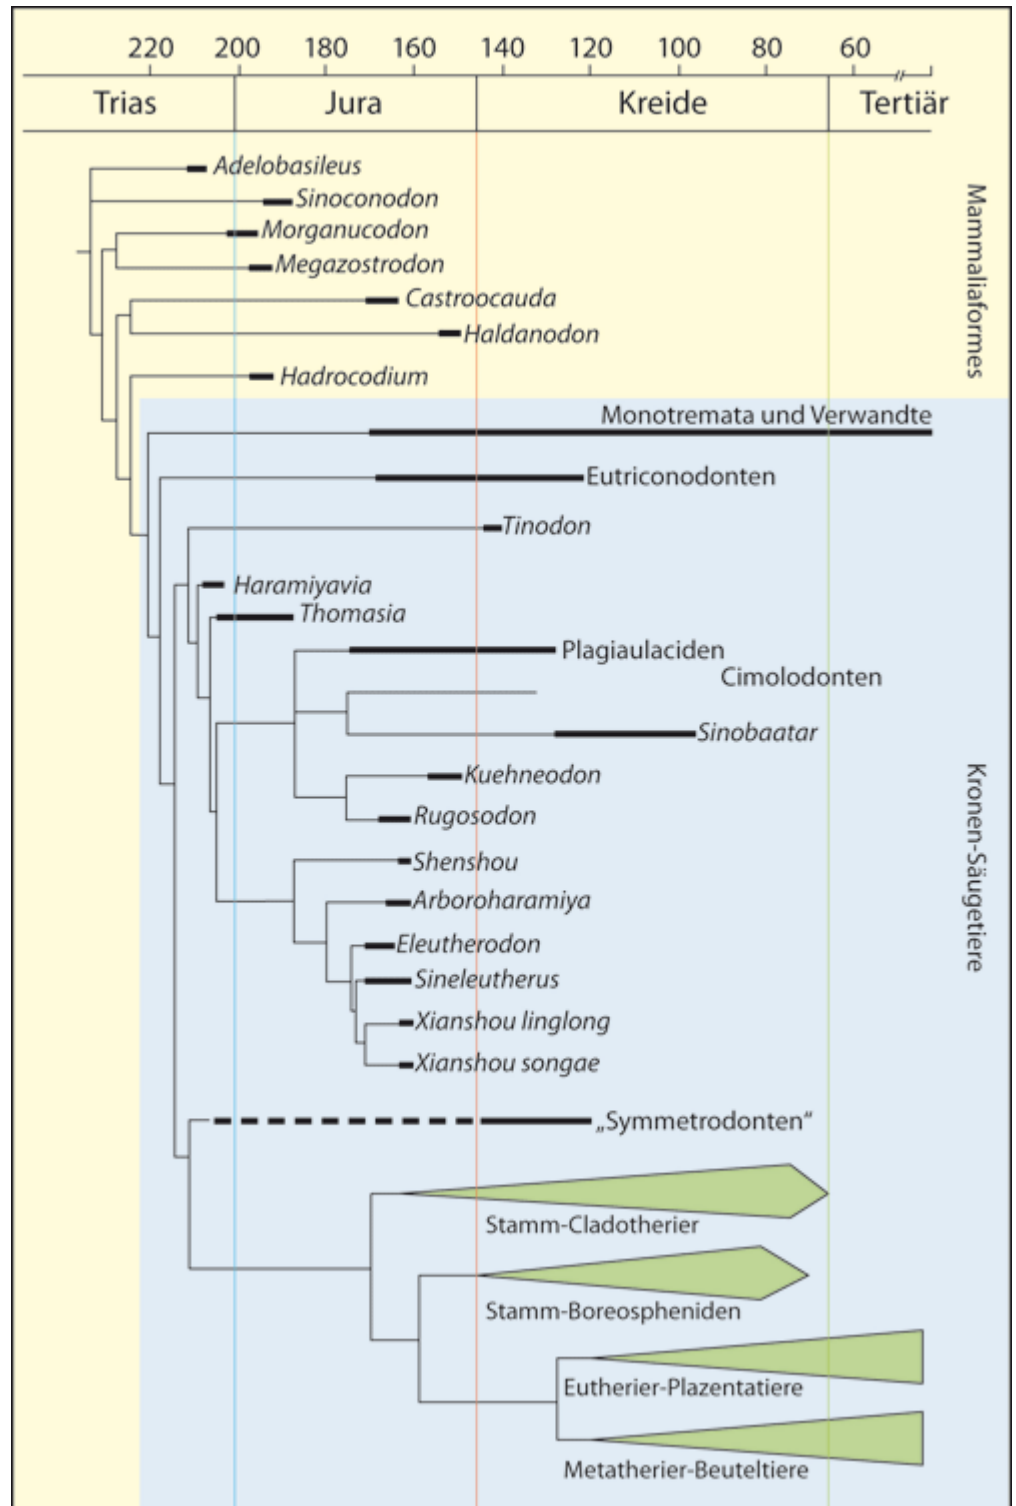 220 200 180 160 140 120 100 80 60
Trias Jura Kreide Tertiär
Adelobasileus
Sinoconodon
Morganucodon
Megazostrodon
Castroocauda
Haldanodon
Hadrocodium
Mammaliaformes
Monotremata und Verwandte
Eutriconodonten
Tinodon
Haramiyavia
Thomasia
Plagiaulaciden
Cimolodonten
Sinobaatar
Kuehneodon
Rugosodon
Shenshou
Arboroharamiya
Eleutherodon
Sineleutherus
Xianshou linglong
Xianshou songae
Kronen-Säugetiere
„Symmetrodonten“
Stamm-Cladotherier
Stamm-Boreospheniden
Eutherier-Plazentatiere
Metatherier-Beuteltiere